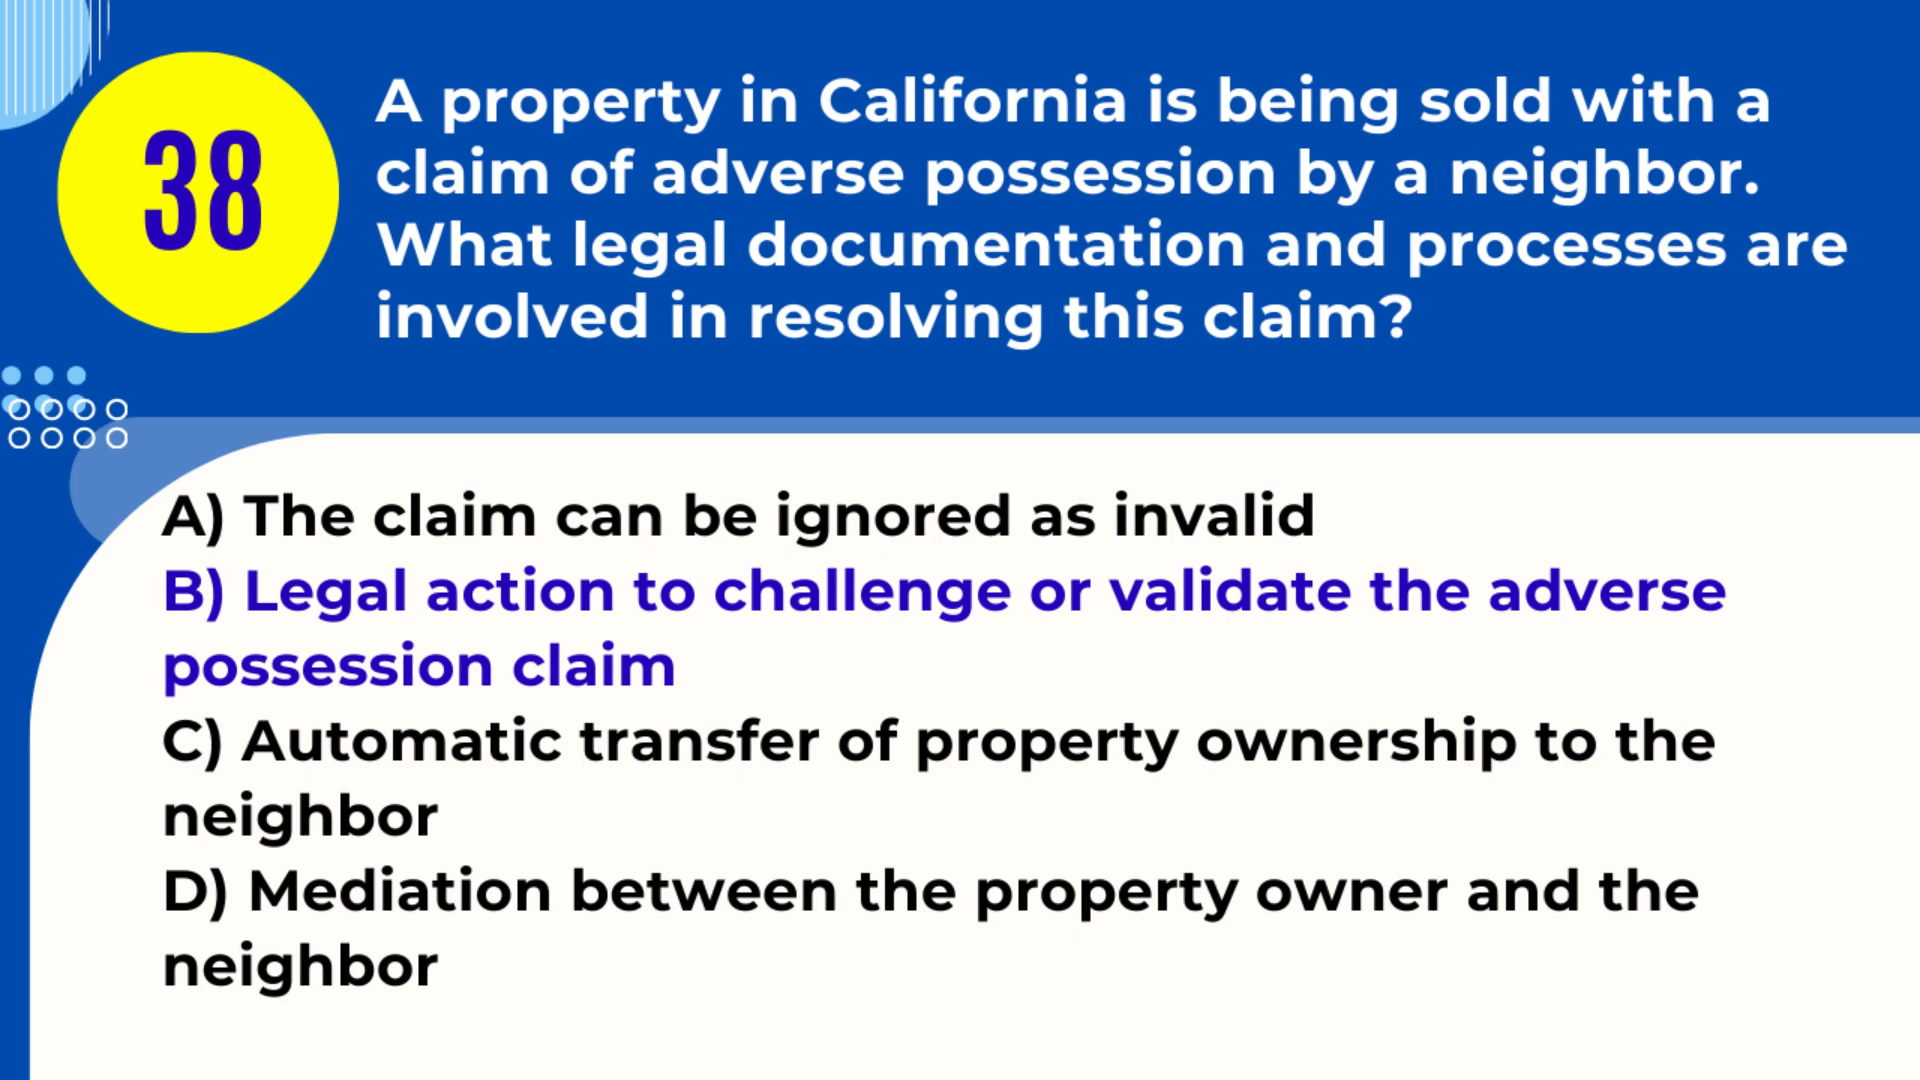 38
A property in California is being sold with a
claim of adverse possession by a neighbor.
What legal documentation and processes are
involved in resolving this claim?
A) The claim can be ignored as invalid
B) Legal action to challenge or validate the adverse
possession claim
C) Automatic transfer of property ownership to the
neighbor
D) Mediation between the property owner and the
neighbor